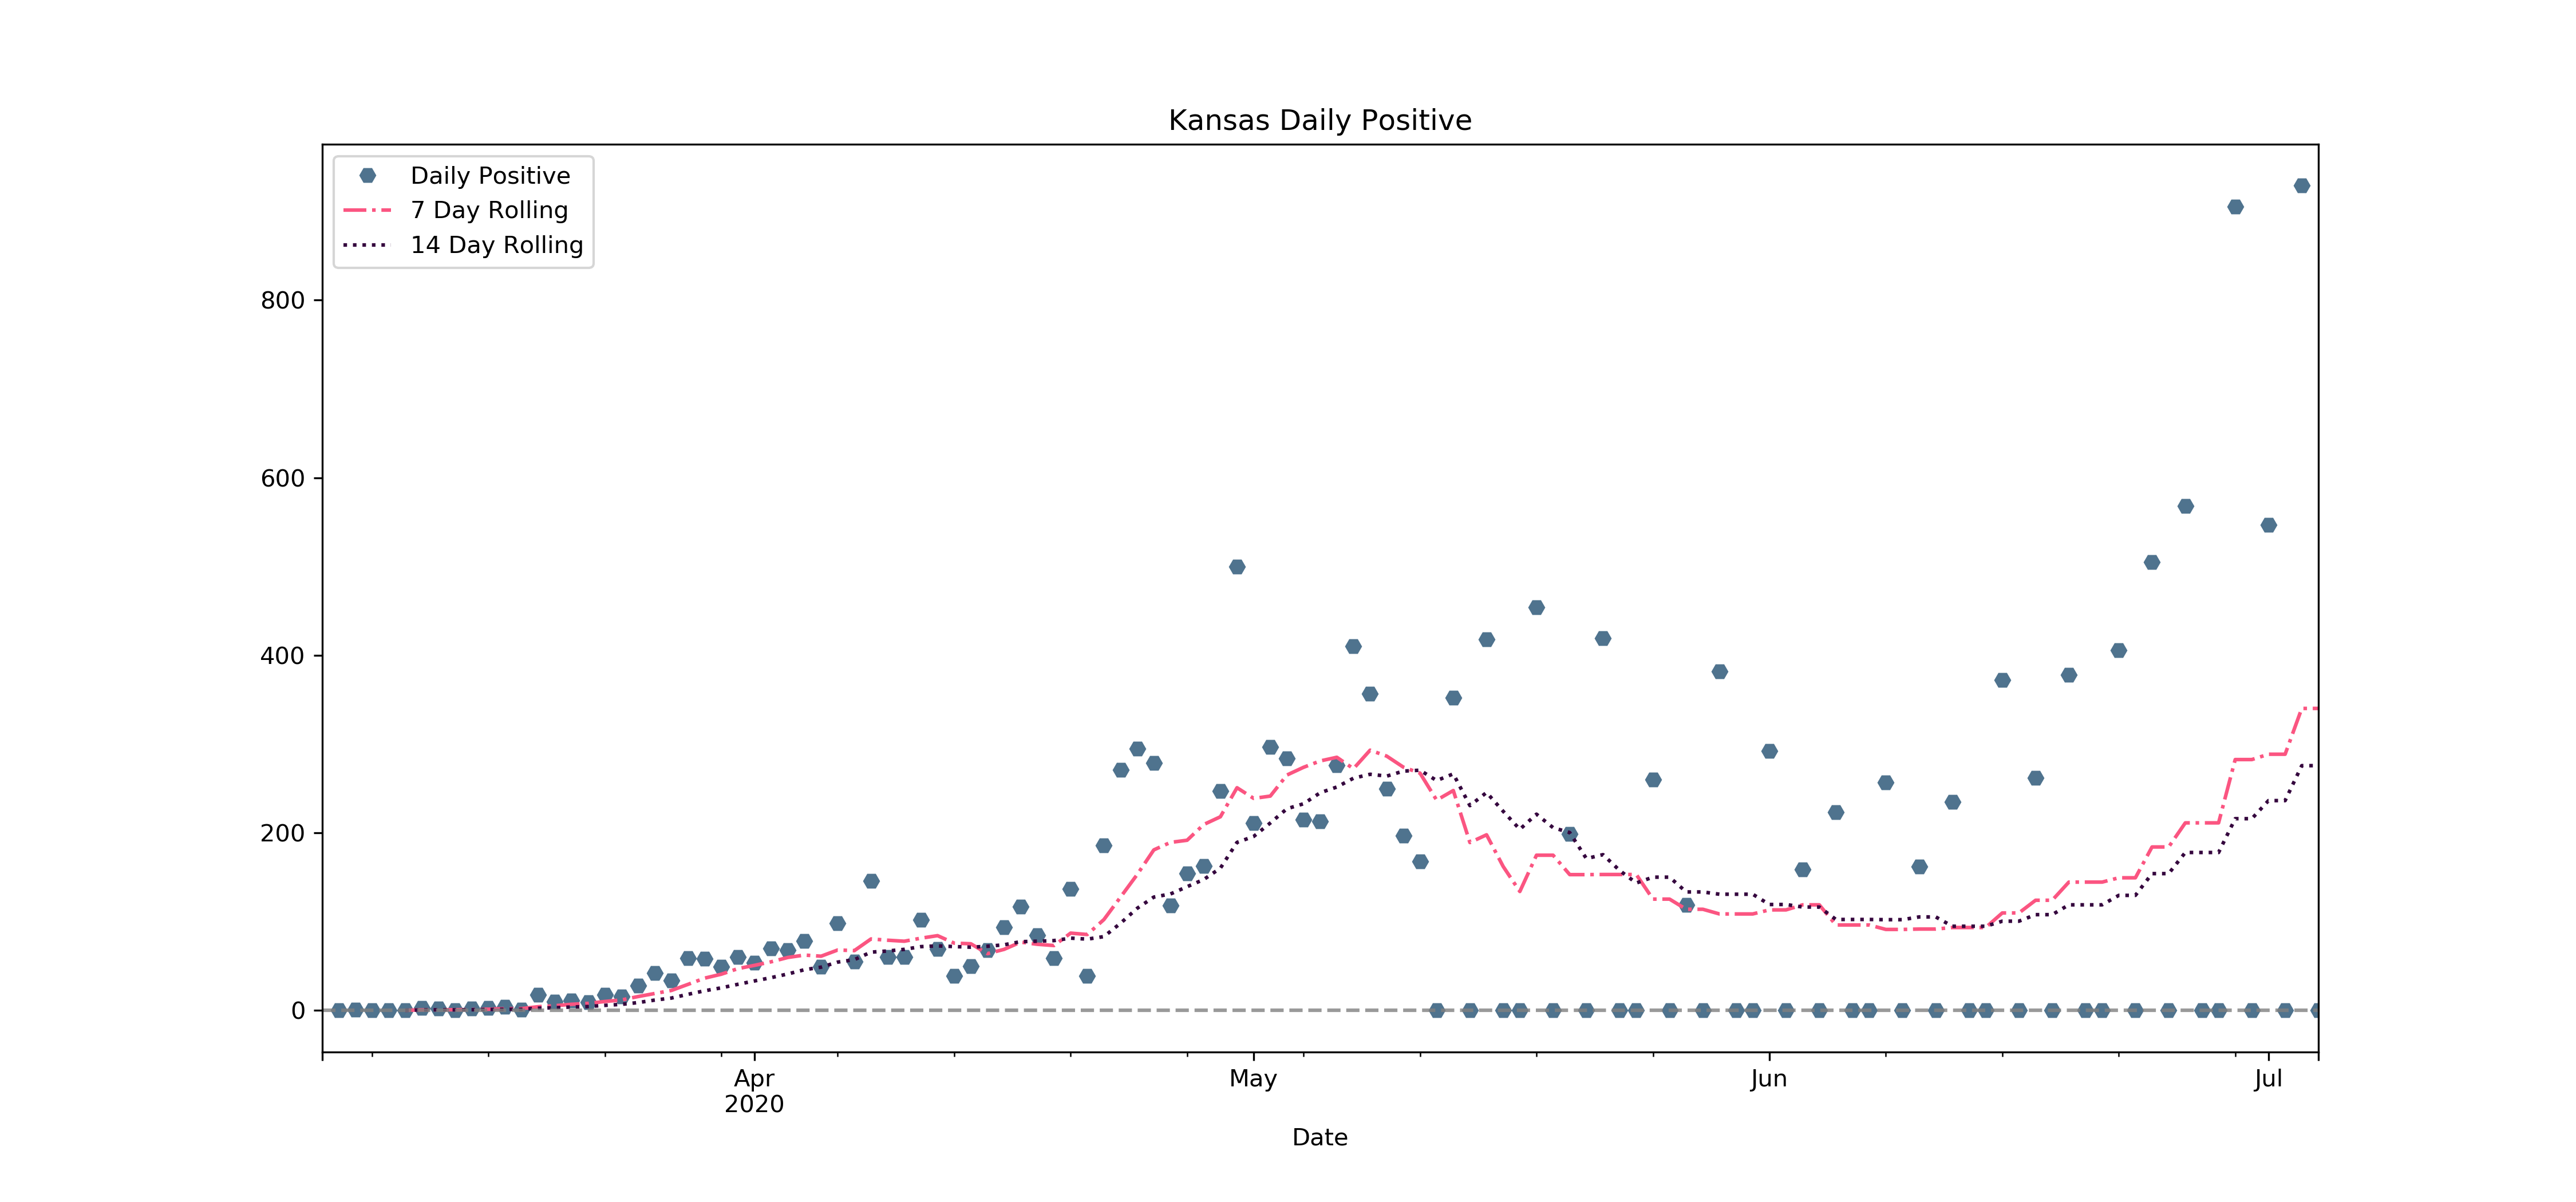 Kansas Daily Positive
Daily Positive
7 Day Rolling
14 Day Rolling
800
600
400
200
0
Apr
2020
May
Jun
Jul
Date